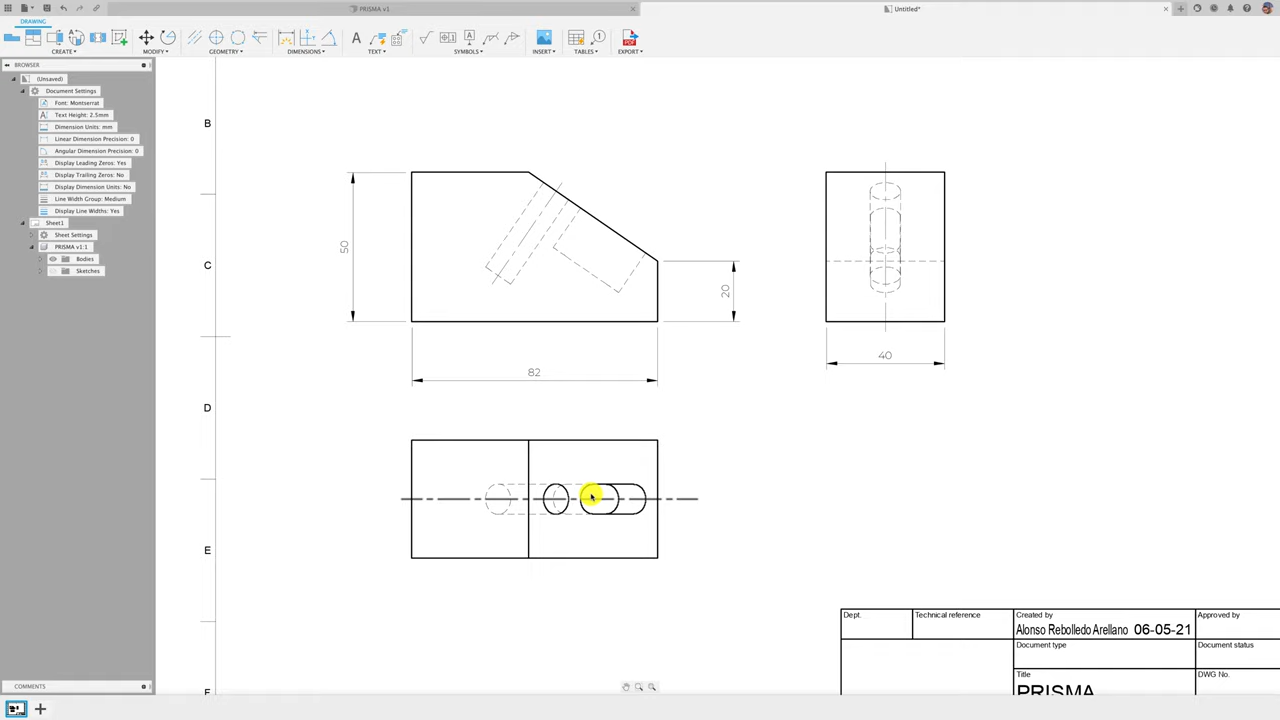 PRISMA v1
Untitled*
DRAWING
CREATE
MODIFY
GEOMETRY
DIMENSIONS
TEXT
SYMBOLS
INSERT
TABLES
EXPORT
BROWSER
(Unsaved)
Document Settings
Font: Montserrat
Text Height: 2.5mm
Dimension Units: mm
Linear Dimension Precision: 0
Angular Dimension Precision: 0
Display Leading Zeros: Yes
Display Trailing Zeros: No
Display Dimension Units: No
Line Width Group: Medium
Display Line Widths: Yes
Sheet1
Sheet Settings
PRISMA v1:1
Bodies
Sketches
B
C
D
E
F
50
20
82
40
Dept.
Technical reference
Created by
Approved by
Alonso Rebolledo Arellano 06-05-21
Document type
Document status
Title
DWG No.
PRISMA
COMMENTS